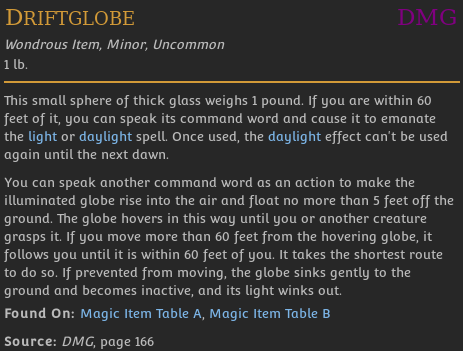 DRIFTGLOBE DMG
Wondrous Item, Minor, Uncommon
1 lb.
This small sphere of thick glass weighs 1 pound. If you are within 60
feet of it, you can speak its command word and cause it to emanate
the light or daylight spell. Once used, the daylight effect can't be used
again until the next dawn.
You can speak another command word as an action to make the
illuminated globe rise into the air and float no more than 5 feet off the
ground. The globe hovers in this way until you or another creature
grasps it. If you move more than 60 feet from the hovering globe, it
follows you until it is within 60 feet of you. It takes the shortest route
to do so. If prevented from moving, the globe sinks gently to the
ground and becomes inactive, and its light winks out.
Found On: Magic Item Table A, Magic Item Table B
Source: DMG, page 166